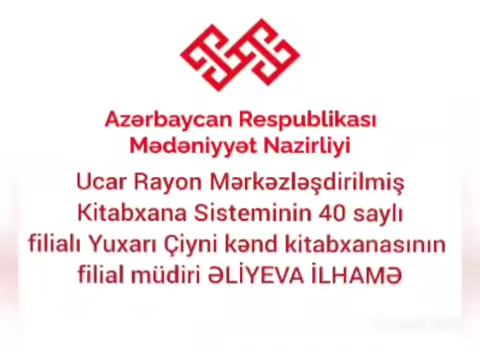 Azərbaycan Respublikası
Mədəniyyət Nazirliyi
Ucar Rayon Mərkəzləşdirilmiş
Kitabxana Sisteminin 40 saylı
filialı Yuxarı Çiyni kənd kitabxanasının
filial müdiri ƏLİYEVA İLHAMƏ